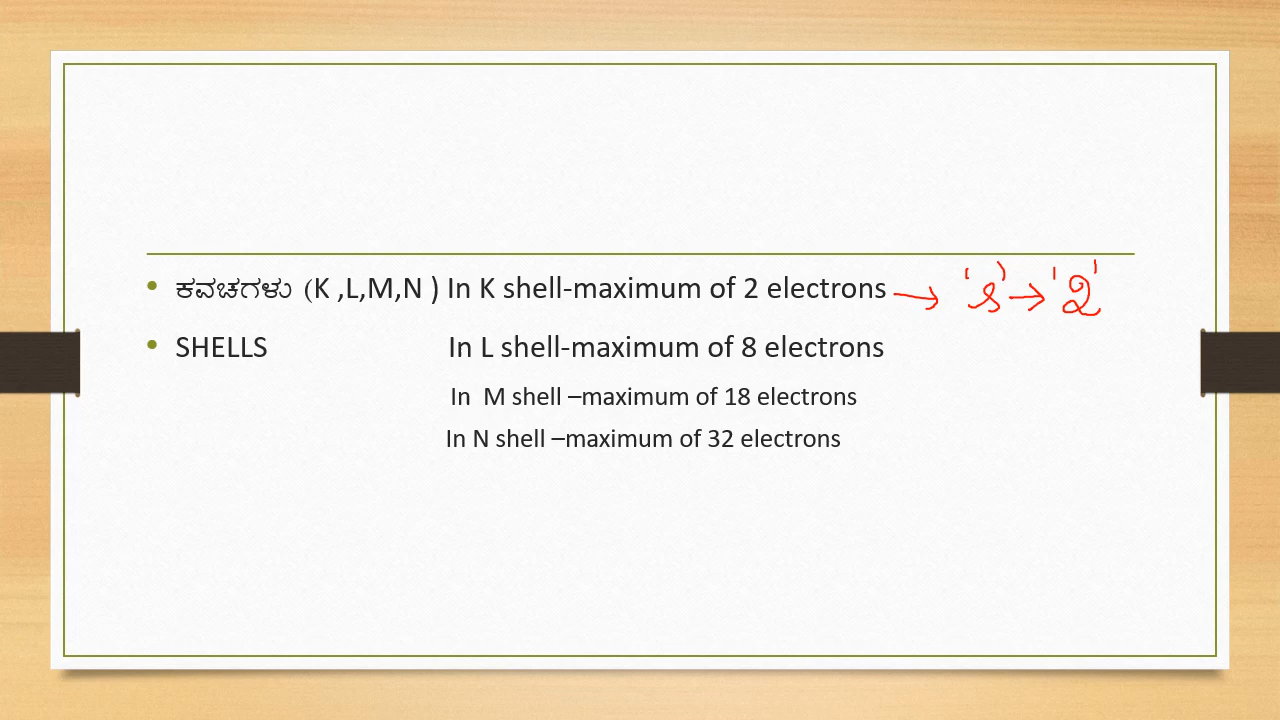 • ಕವಚಗಳು (K ,L,M,N ) In K shell-maximum of 2 electrons → 's' → '2'
• SHELLS In L shell-maximum of 8 electrons
In M shell –maximum of 18 electrons
In N shell –maximum of 32 electrons